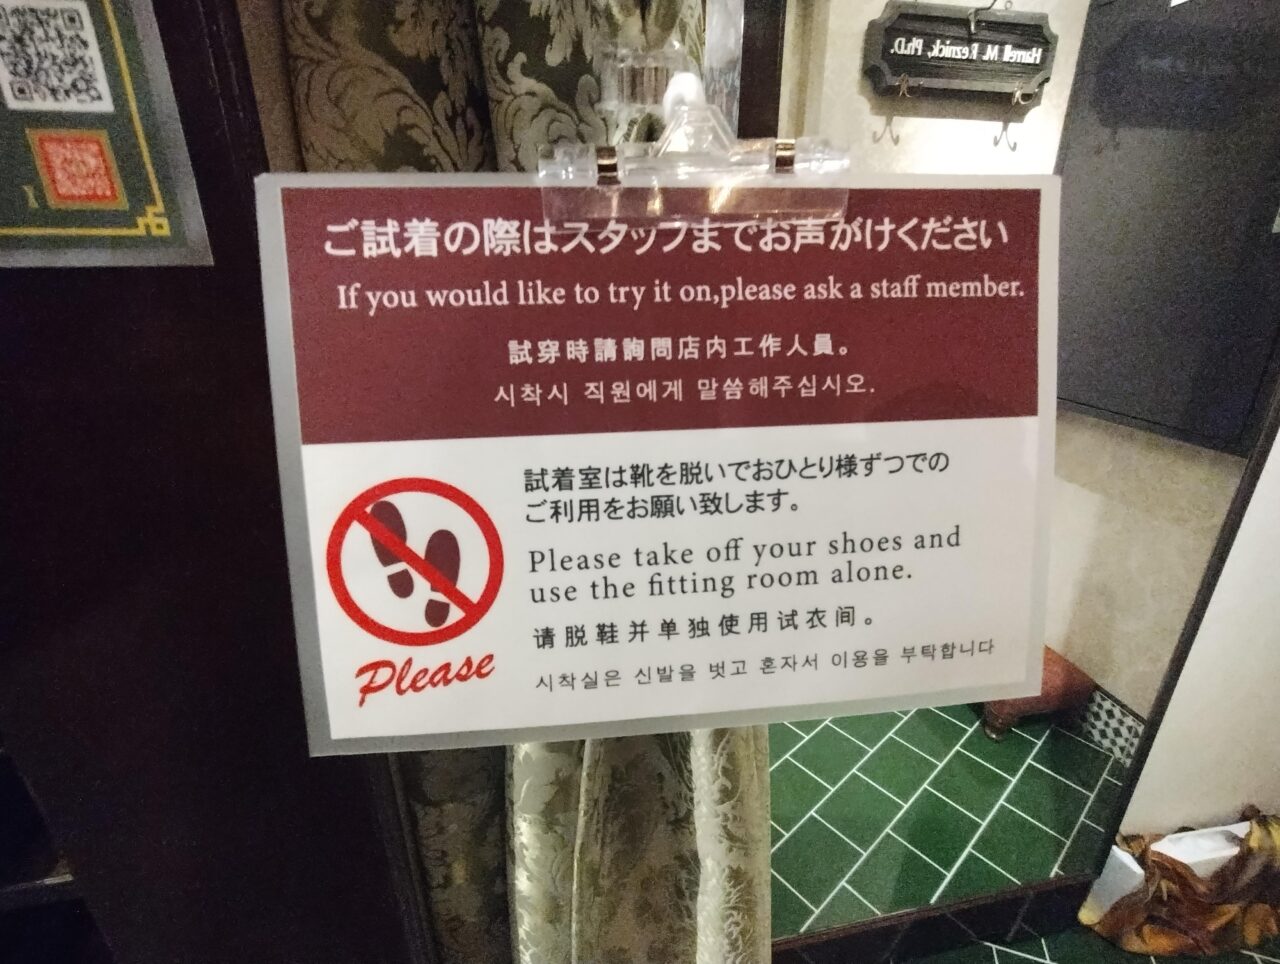 Harrell M. Reznick, Ph.D.
ご試着の際はスタッフまでお声がけください
If you would like to try it on,please ask a staff member.
試穿時請詢問店内工作人員。
시착시 직원에게 말씀해주십시오.
試着室は靴を脱いでおひとり様ずつでの
ご利用をお願い致します。
Please take off your shoes and
use the fitting room alone.
请脱鞋并单独使用试衣间。
시착실은 신발을 벗고 혼자서 이용을 부탁합니다
Please